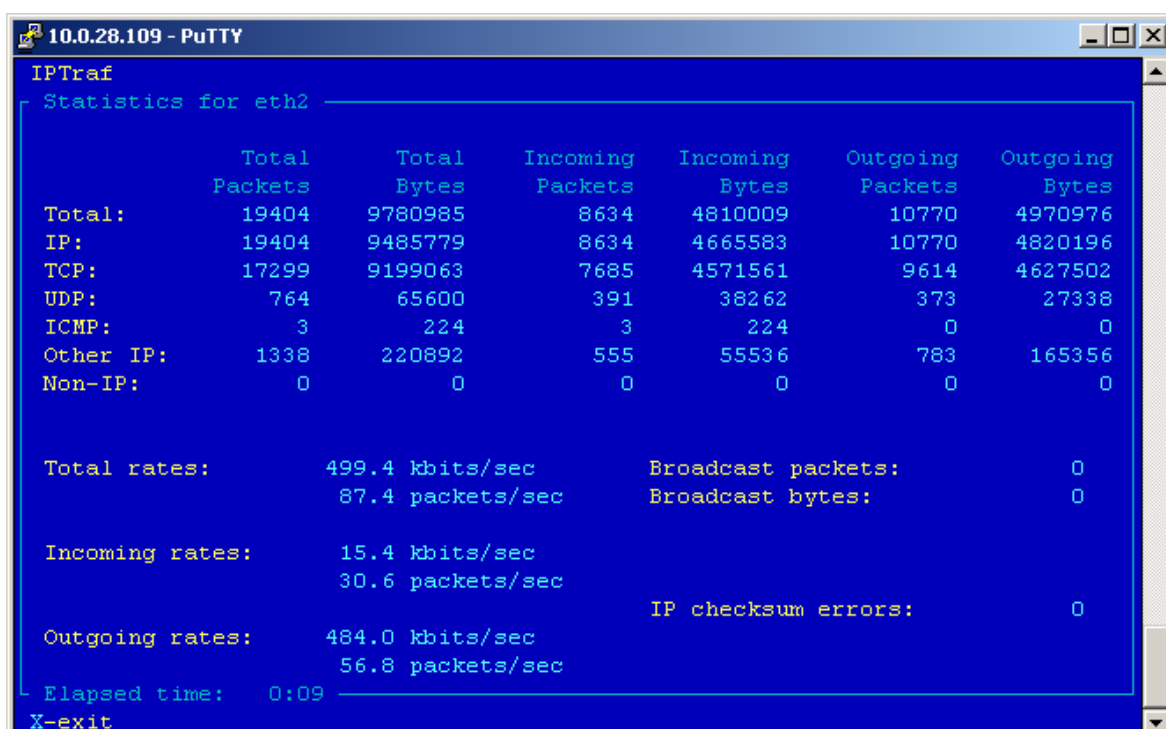 10.0.28.109 - PuTTY
IPTraf
Statistics for eth2
Total Total Incoming Incoming Outgoing Outgoing
Packets Bytes Packets Bytes Packets Bytes
Total: 19404 9780985 8634 4810009 10770 4970976
IP: 19404 9485779 8634 4665583 10770 4820196
TCP: 17299 9199063 7685 4571561 9614 4627502
UDP: 764 65600 391 38262 373 27338
ICMP: 3 224 3 224 0 0
Other IP: 1338 220892 555 55536 783 165356
Non-IP: 0 0 0 0 0 0
Total rates: 499.4 kbits/sec Broadcast packets: 0
87.4 packets/sec Broadcast bytes: 0
Incoming rates: 15.4 kbits/sec
30.6 packets/sec
IP checksum errors: 0
Outgoing rates: 484.0 kbits/sec
56.8 packets/sec
Elapsed time: 0:09
X-exit